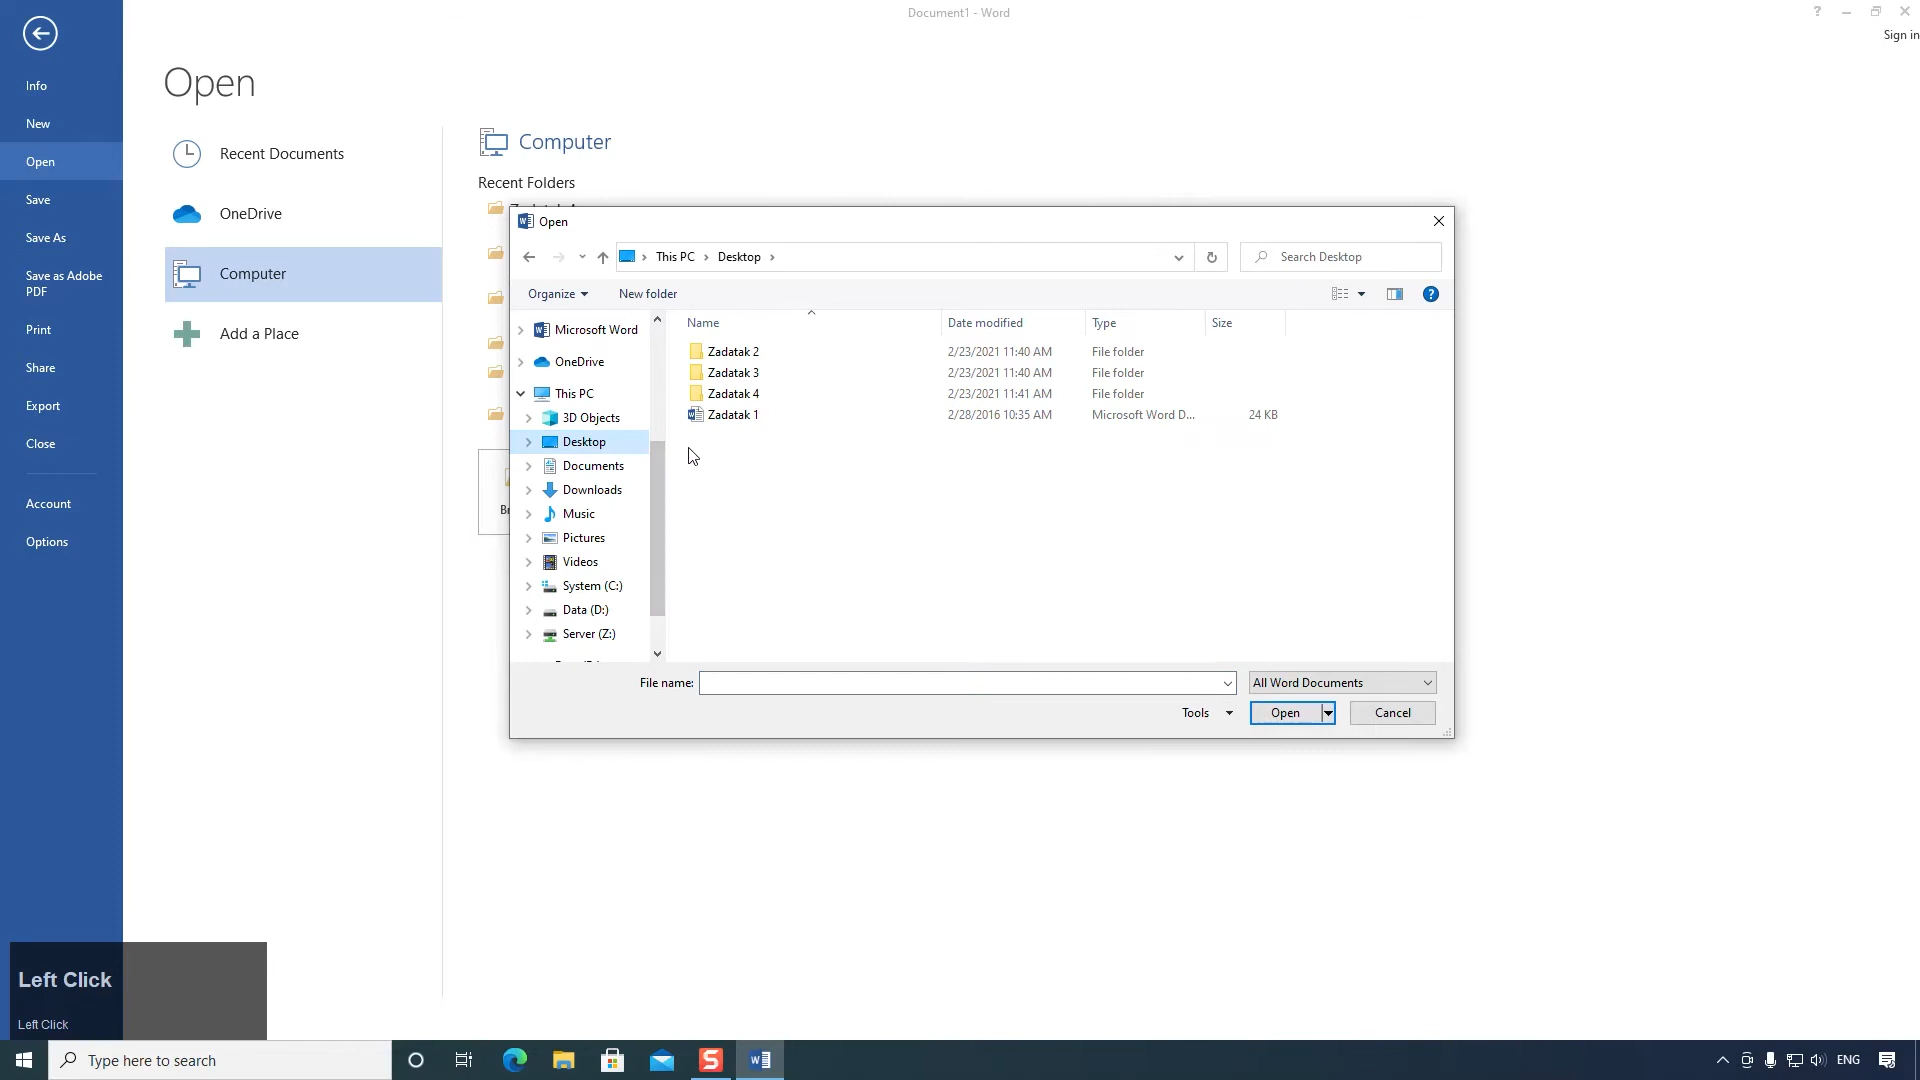 Document1 - Word
Sign in
Info
New
Open
Save
Save As
Save as Adobe
PDF
Print
Share
Export
Close
Account
Options
Open
Recent Documents
OneDrive
Computer
Add a Place
Computer
Recent Folders
Open
This PC
Desktop
Search Desktop
Organize
New folder
Microsoft Word
OneDrive
This PC
3D Objects
Desktop
Documents
Downloads
Music
Pictures
Videos
System (C:)
Data (D:)
Server (Z:)
Name Date modified Type Size
Zadatak 2 2/23/2021 11:40 AM File folder
Zadatak 3 2/23/2021 11:40 AM File folder
Zadatak 4 2/23/2021 11:41 AM File folder
Zadatak 1 2/28/2016 10:35 AM Microsoft Word D... 24 KB
File name:
All Word Documents
Tools
Open
Cancel
Left Click
Left Click
Type here to search
ENG